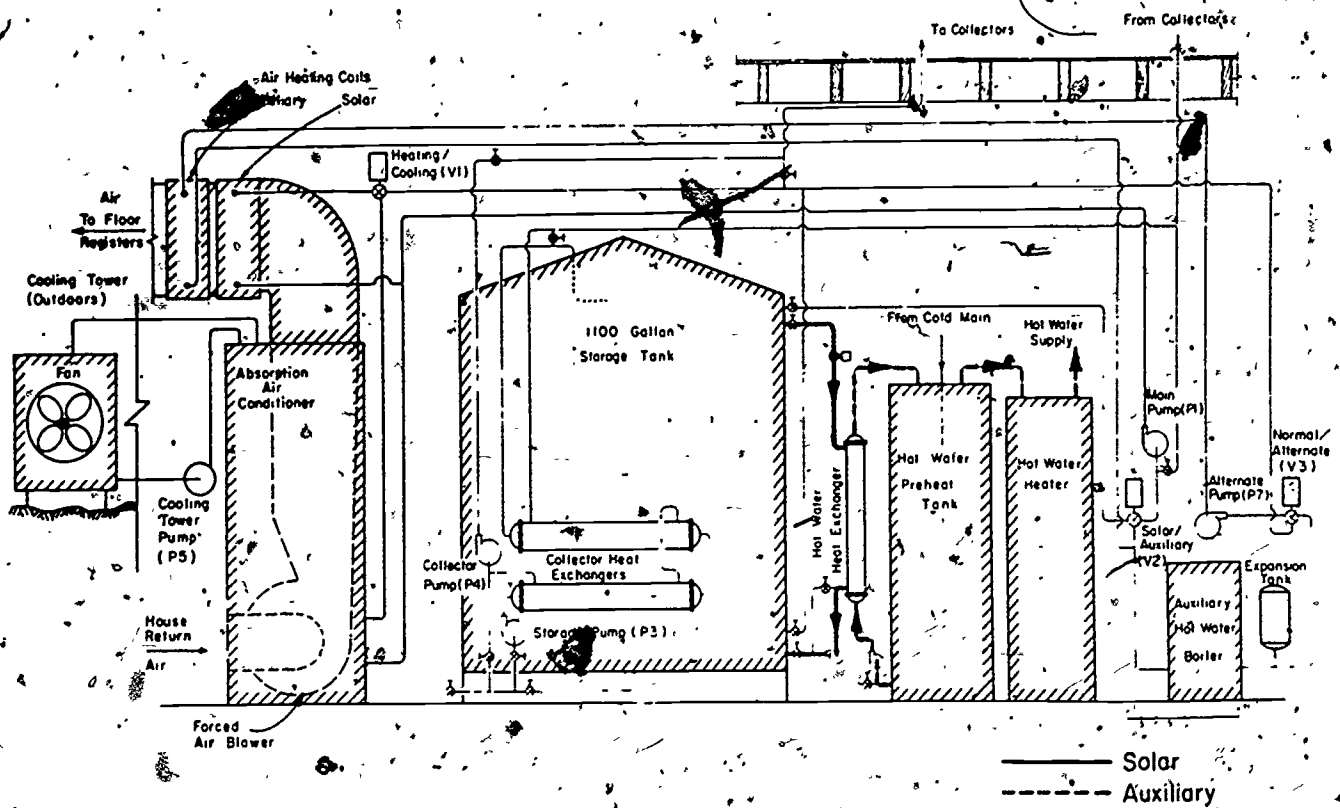 To Collectors
From Collectors
Air Heating Coils
Solar
Heating/
Cooling (V1)
Air
To Floor
Registers
Cooling Tower
(Outdoors)
Fan
Absorption
Air
Conditioner
1100 Gallon
Storage Tank
From Cold Main
Hot Water
Supply
Main
Pump(P1)
Normal/
Alternate
(V3)
Hot Wafer
Preheat
Tank
Hot Water
Heater
Alternate
Pump(P7)
Cooling
Tower
Pump
(P5)
Hot Water
Heat Exchanger
Solar/
Auxiliary
(V2)
Collector
Pump(P4)
Collector Heat
Exchangers
Expansion
Tank
Auxiliary
Hot Water
Boiler
House
Return
Air
Storage Pump (P3)
Forced
Air Blower
Solar
Auxiliary